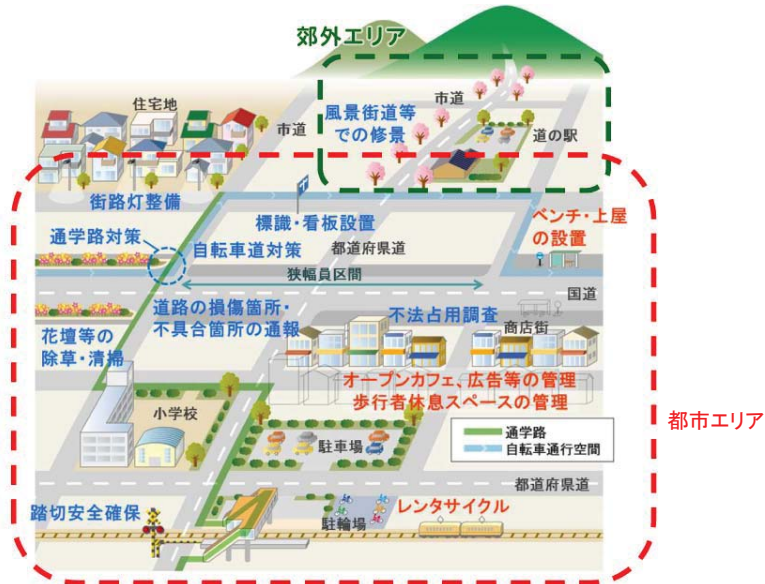 郊外エリア
住宅地
市道
市道
風景街道等
での修景
道の駅
街路灯整備
標識・看板設置
ベンチ・上屋
の設置
通学路対策
自転車道対策
都道府県道
狭幅員区間
国道
道路の損傷箇所・
不具合箇所の通報
不法占用調査
商店街
花壇等の
除草・清掃
オープンカフェ、広告等の管理
歩行者休息スペースの管理
小学校
都市エリア
通学路
自転車通行空間
駐車場
都道府県道
踏切安全確保
駐輪場
レンタサイクル